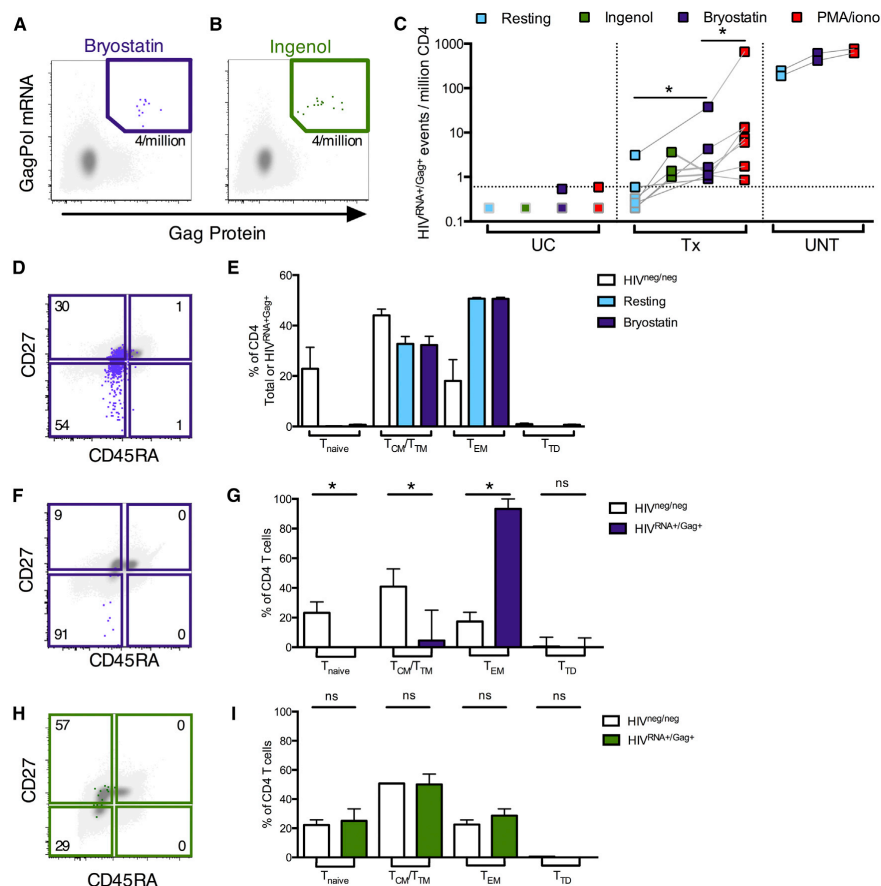 A
Bryostatin
GagPol mRNA
4/million
B
Ingenol
4/million
Gag Protein
C
Resting
Ingenol
Bryostatin
PMA/iono
HIVRNA+/Gag+ events / million CD4
1000
100
10
1
0.1
*
*
UC
Tx
UNT
D
CD27
30
1
54
1
CD45RA
E
% of CD4
Total or HIVRNA+Gag+
60
40
20
0
HIVneg/neg
Resting
Bryostatin
Tnaive
TCM/TTM
TEM
TTD
F
CD27
9
0
91
0
CD45RA
G
% of CD4 T cells
100
80
60
40
20
0
*
*
*
ns
HIVneg/neg
HIVRNA+/Gag+
Tnaive
TCM/TTM
TEM
TTD
H
CD27
57
0
29
0
CD45RA
I
% of CD4 T cells
100
80
60
40
20
0
ns
ns
ns
ns
HIVneg/neg
HIVRNA+/Gag+
Tnaive
TCM/TTM
TEM
TTD